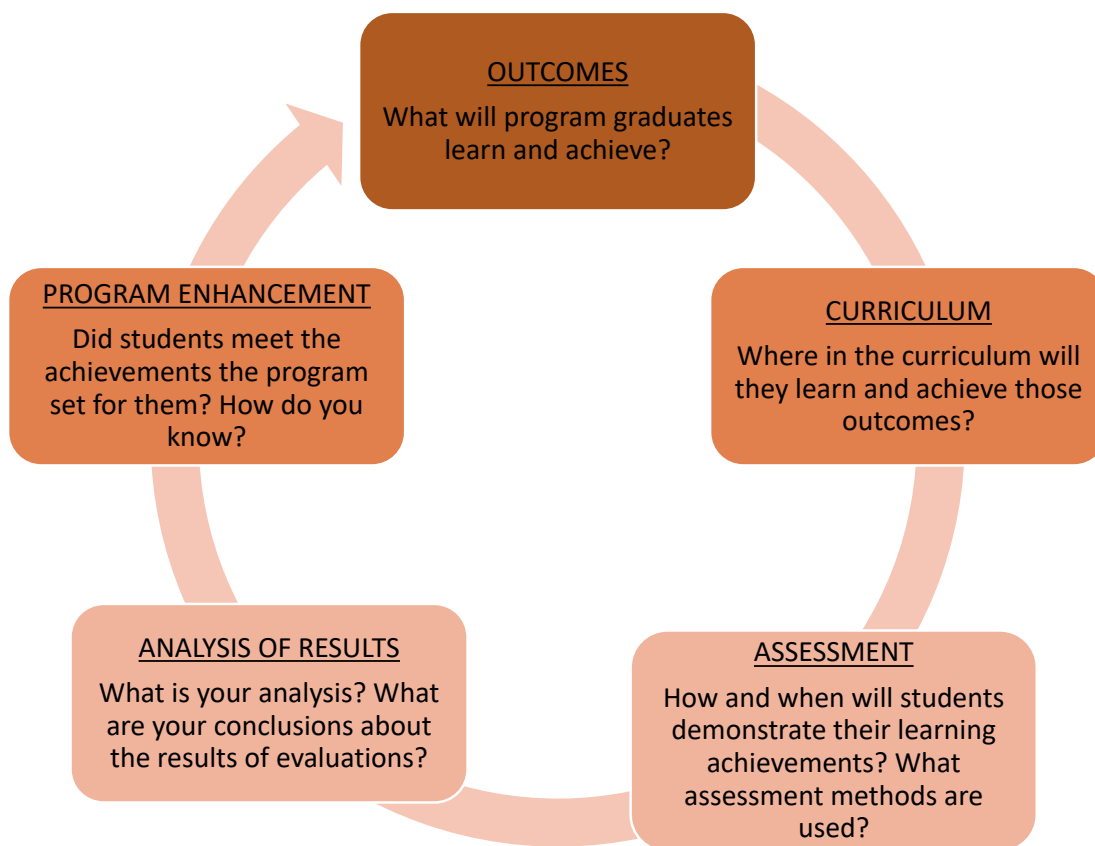 OUTCOMES
What will program graduates
learn and achieve?
CURRICULUM
Where in the curriculum will
they learn and achieve those
outcomes?
ASSESSMENT
How and when will students
demonstrate their learning
achievements? What
assessment methods are
used?
ANALYSIS OF RESULTS
What is your analysis? What
are your conclusions about
the results of evaluations?
PROGRAM ENHANCEMENT
Did students meet the
achievements the program
set for them? How do you
know?